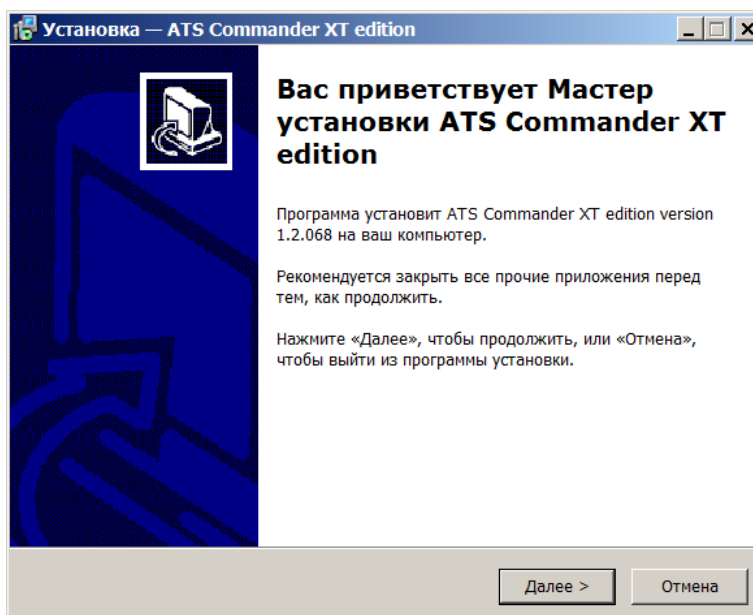 Установка — ATS Commander XT edition
Вас приветствует Мастер
установки ATS Commander XT
edition
Программа установит ATS Commander XT edition version
1.2.068 на ваш компьютер.
Рекомендуется закрыть все прочие приложения перед
тем, как продолжить.
Нажмите «Далее», чтобы продолжить, или «Отмена»,
чтобы выйти из программы установки.
Далее >
Отмена